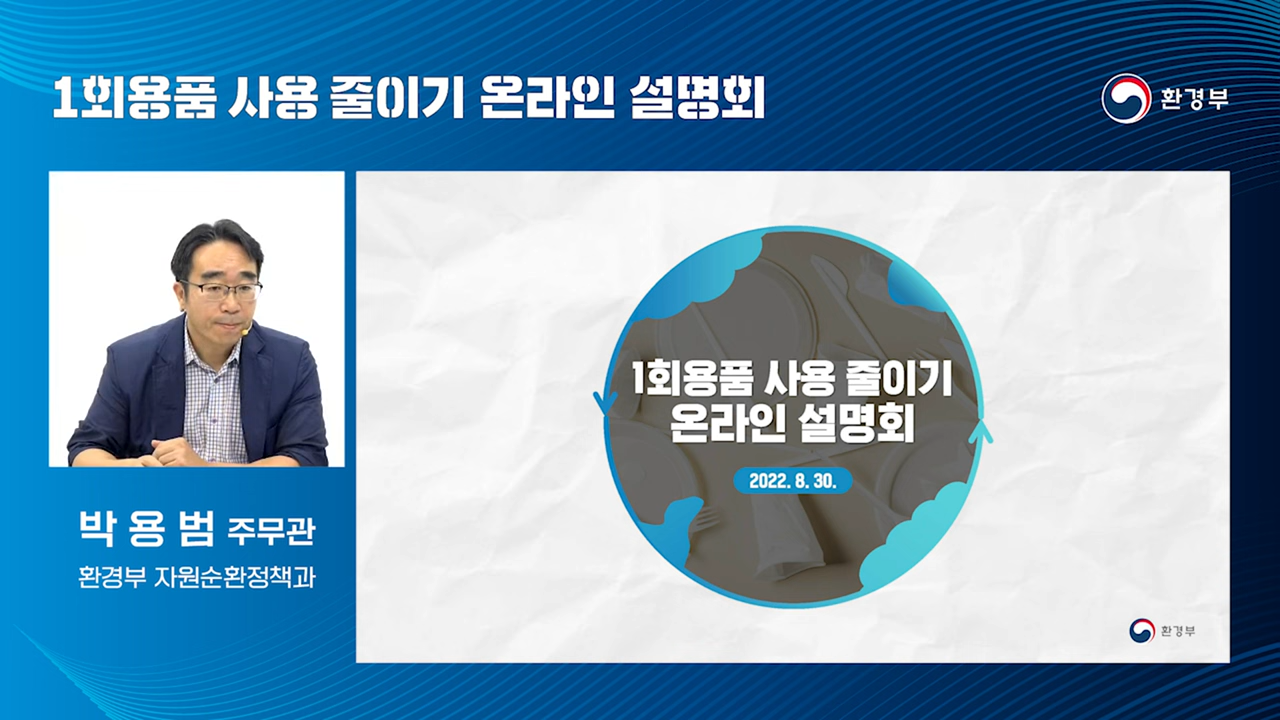 1회용품 사용 줄이기 온라인 설명회
환경부
1회용품 사용 줄이기
온라인 설명회
2022. 8. 30.
박용범 주무관
환경부 자원순환정책과
환경부